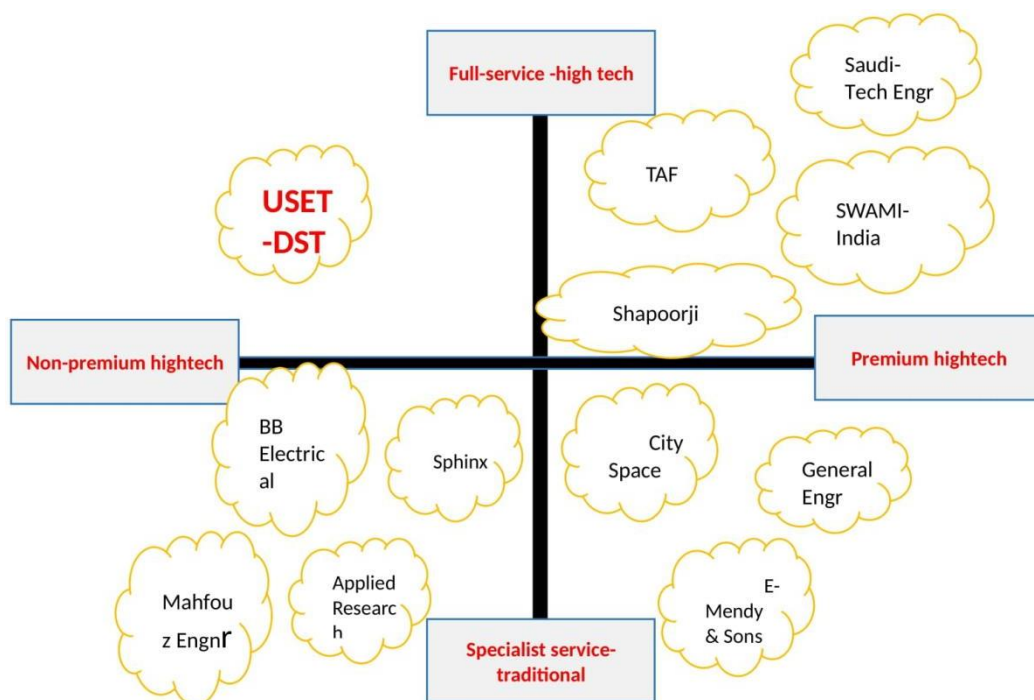 Full-service -high tech
Saudi-
Tech Engr
TAF
USET
-DST
SWAMI-
India
Shapoorji
Non-premium hightech
Premium hightech
BB
Electric
al
Sphinx
City
Space
General
Engr
Mahfou
z Engnr
Applied
Researc
h
E-
Mendy
& Sons
Specialist service-
traditional